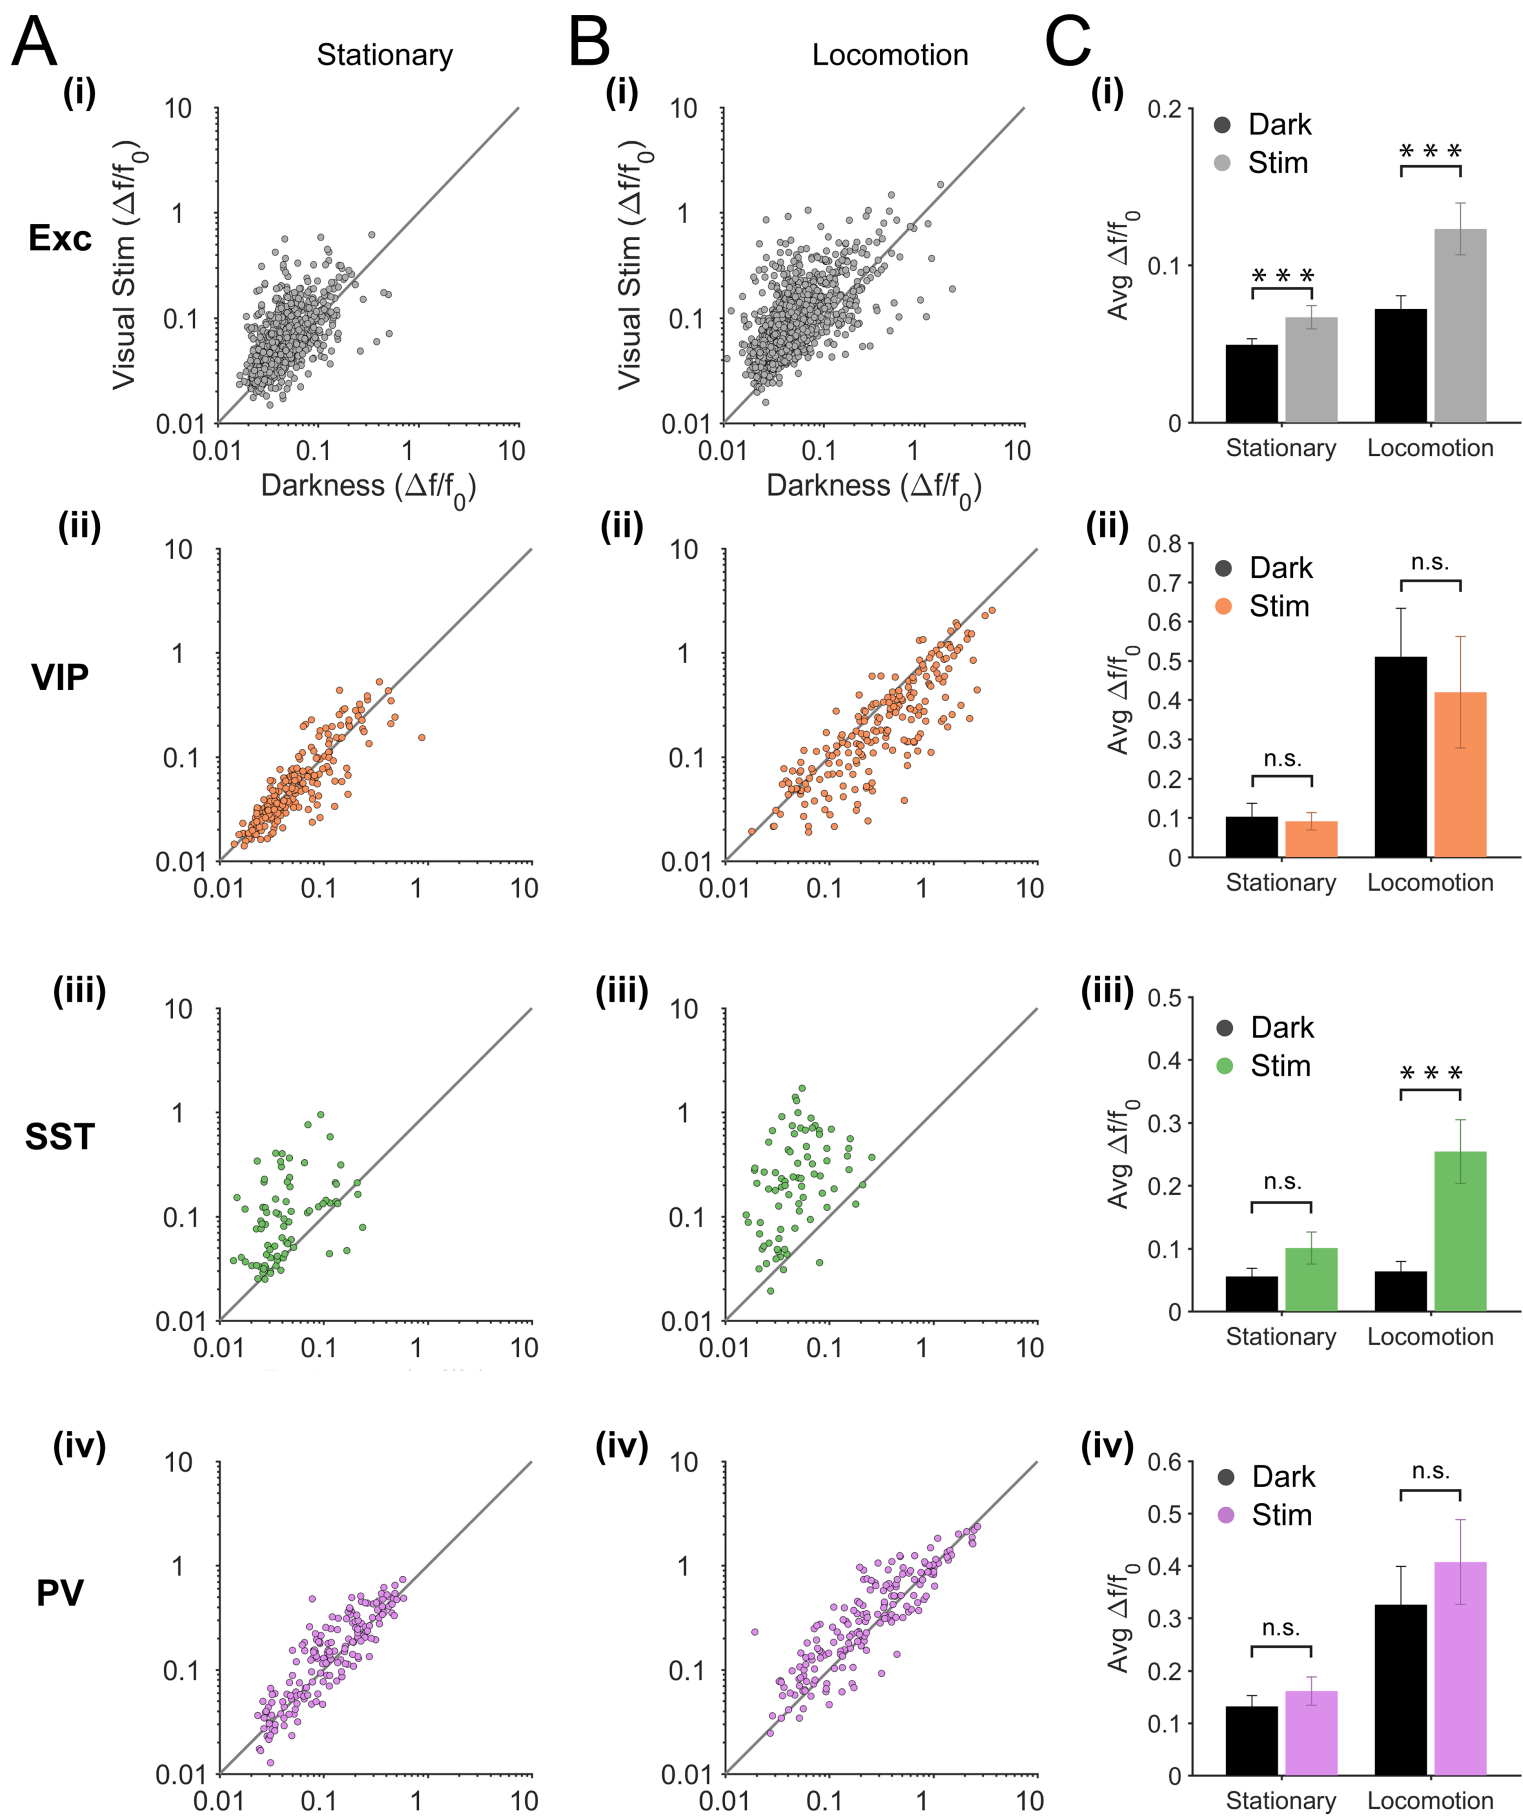 A
Stationary
B
Locomotion
C
(i)
(i)
(i)
Exc
10
1
0.1
0.01
Visual Stim (Δf/f0)
0.01
0.1
1
10
Darkness (Δf/f0)
10
1
0.1
0.01
Visual Stim (Δf/f0)
0.01
0.1
1
10
Darkness (Δf/f0)
0.2
0.1
0
Avg Δf/f0
Dark
Stim
* * *
* * *
Stationary
Locomotion
(ii)
(ii)
(ii)
VIP
10
1
0.1
0.01
0.01
0.1
1
10
10
1
0.1
0.01
0.01
0.1
1
10
0.8
0.7
0.6
0.5
0.4
0.3
0.2
0.1
0
Avg Δf/f0
Dark
Stim
n.s.
n.s.
Stationary
Locomotion
(iii)
(iii)
(iii)
SST
10
1
0.1
0.01
0.01
0.1
1
10
10
1
0.1
0.01
0.01
0.1
1
10
0.5
0.4
0.3
0.2
0.1
0
Avg Δf/f0
Dark
Stim
n.s.
* * *
Stationary
Locomotion
(iv)
(iv)
(iv)
PV
10
1
0.1
0.01
0.01
0.1
1
10
10
1
0.1
0.01
0.01
0.1
1
10
0.6
0.5
0.4
0.3
0.2
0.1
0
Avg Δf/f0
Dark
Stim
n.s.
n.s.
Stationary
Locomotion